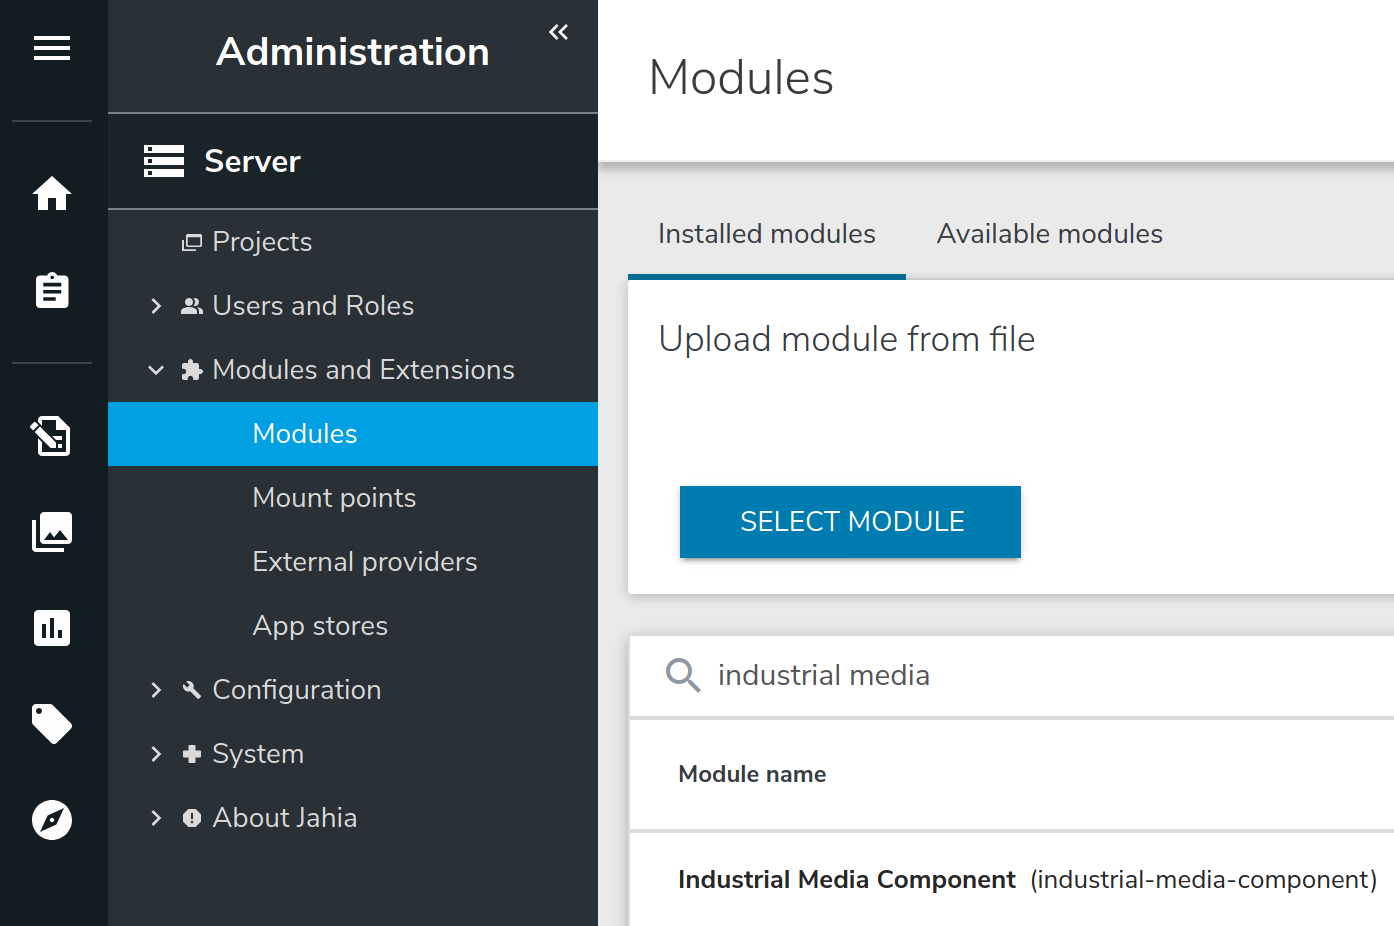 Administration
Server
Projects
Users and Roles
Modules and Extensions
Modules
Mount points
External providers
App stores
Configuration
System
About Jahia
Modules
Installed modules
Available modules
Upload module from file
SELECT MODULE
industrial media
Module name
Industrial Media Component (industrial-media-component)